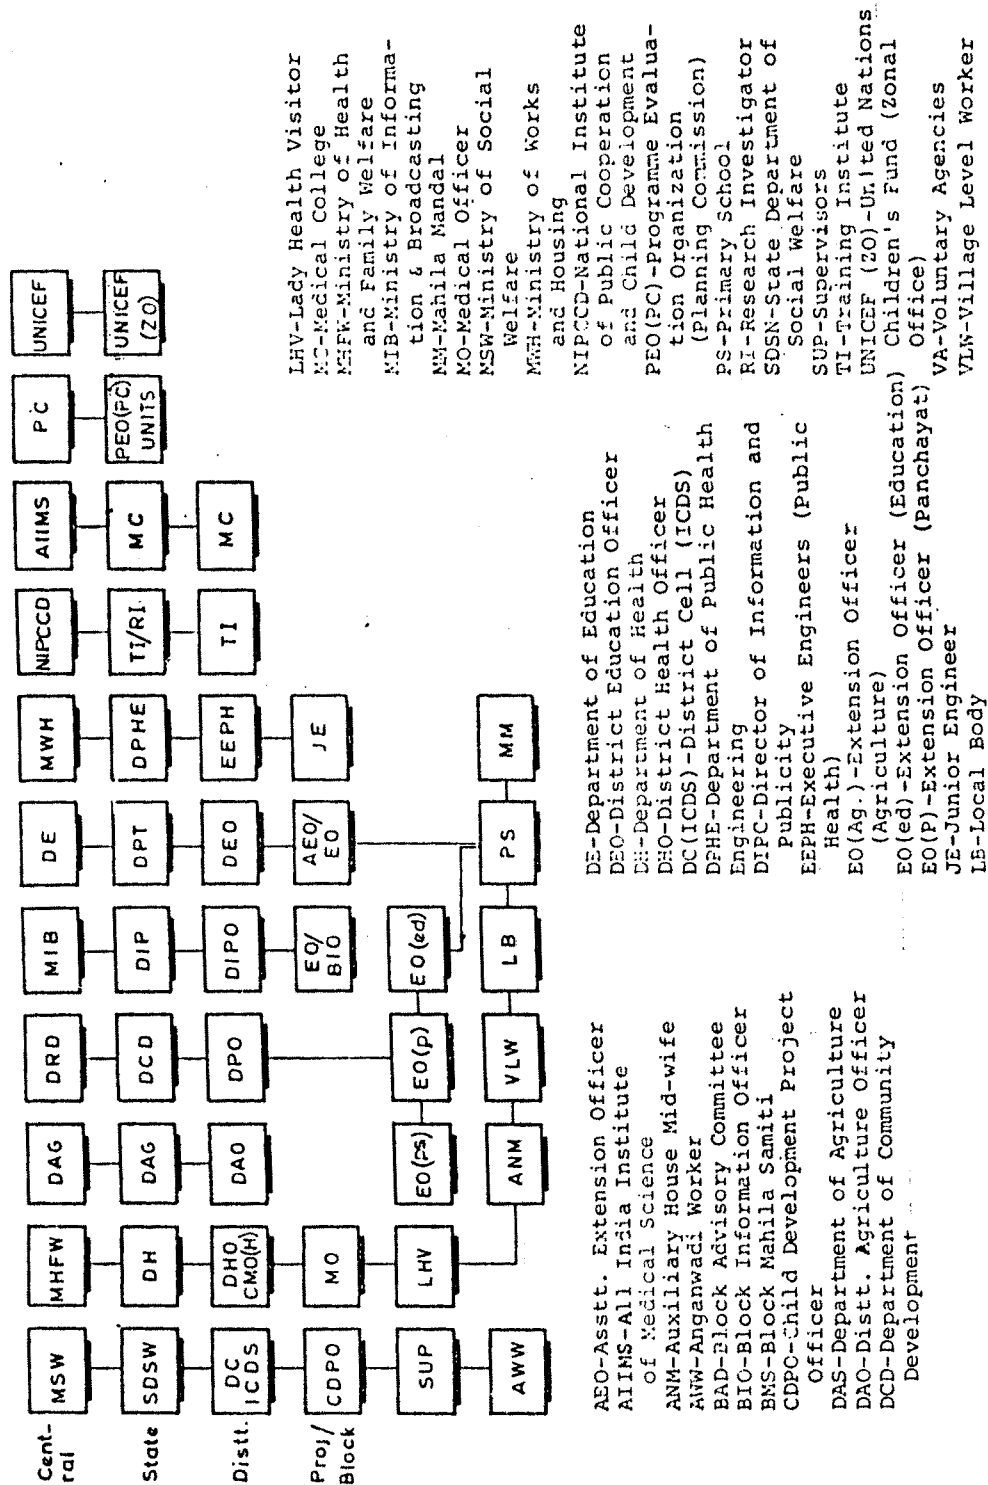 Cent-
ral
MSW
MHFW
DAG
DRD
MIB
DE
MWH
NIPCCD
AIIMS
PC
UNICEF
State
SDSW
DH
DAG
DCD
DIP
DPT
DPHE
TI/RI
MC
PEO(PC)
UNITS
UNICEF
(ZO)
Distt.
DC
ICDS
DHO
CMO(H)
DAO
DPO
DIPO
DEO
EEPH
TI
MC
Proj/
Block
CDPO
MO
EO/
BIO
AEO/
EO
JE
SUP
LHV
EO(ps)
EO(p)
EO(ed)
AWW
ANM
VLW
LB
PS
MM
AEO-Asstt. Extension Officer
AIIMS-All India Institute
of Medical Science
ANM-Auxiliary House Mid-wife
AWW-Anganwadi Worker
BAD-Block Advisory Committee
BIO-Block Information Officer
BMS-Block Mahila Samiti
CDPO-Child Development Project
Officer
DAS-Department of Agriculture
DAO-Distt. Agriculture Officer
DCD-Department of Community
Development
DE-Department of Education
DEO-District Education Officer
DH-Department of Health
DHO-District Health Officer
DC(ICDS)-District Cell (ICDS)
DPHE-Department of Public Health
Engineering
DIPC-Director of Information and
Publicity
EEPH-Executive Engineers (Public
Health)
EO(Ag.)-Extension Officer
(Agriculture)
EO(ed)-Extension Officer (Education)
EO(P)-Extension Officer (Panchayat)
JE-Junior Engineer
LB-Local Body
LHV-Lady Health Visitor
MC-Medical College
MHFW-Ministry of Health
and Family Welfare
MIB-Ministry of Informa-
tion & Broadcasting
MM-Mahila Mandal
MO-Medical Officer
MSW-Ministry of Social
Welfare
MWH-Ministry of Works
and Housing
NIPCCD-National Institute
of Public Cooperation
and Child Development
PEO(PC)-Programme Evalua-
tion Organization
(Planning Commission)
PS-Primary School
RI-Research Investigator
SDSN-State Department of
Social Welfare
SUP-Supervisors
TI-Training Institute
UNICEF (ZO)-United Nations
Children's Fund (Zonal
Office)
VA-Voluntary Agencies
VLW-Village Level Worker